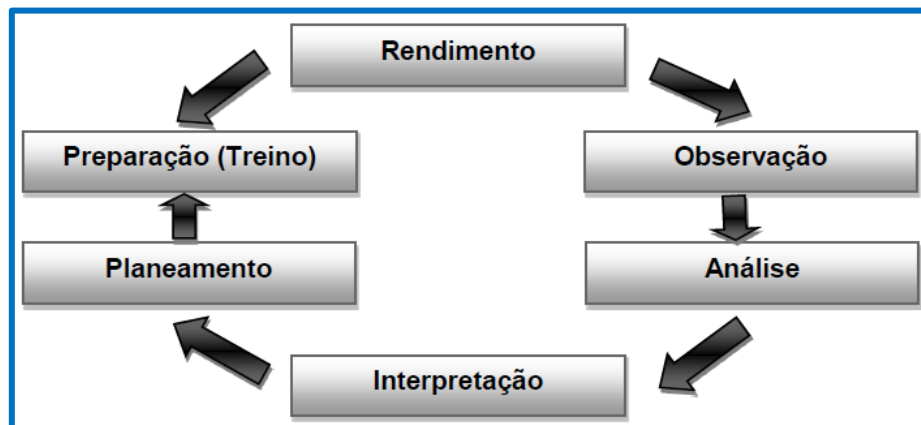 Rendimento
Preparação (Treino)
Observação
Planeamento
Análise
Interpretação